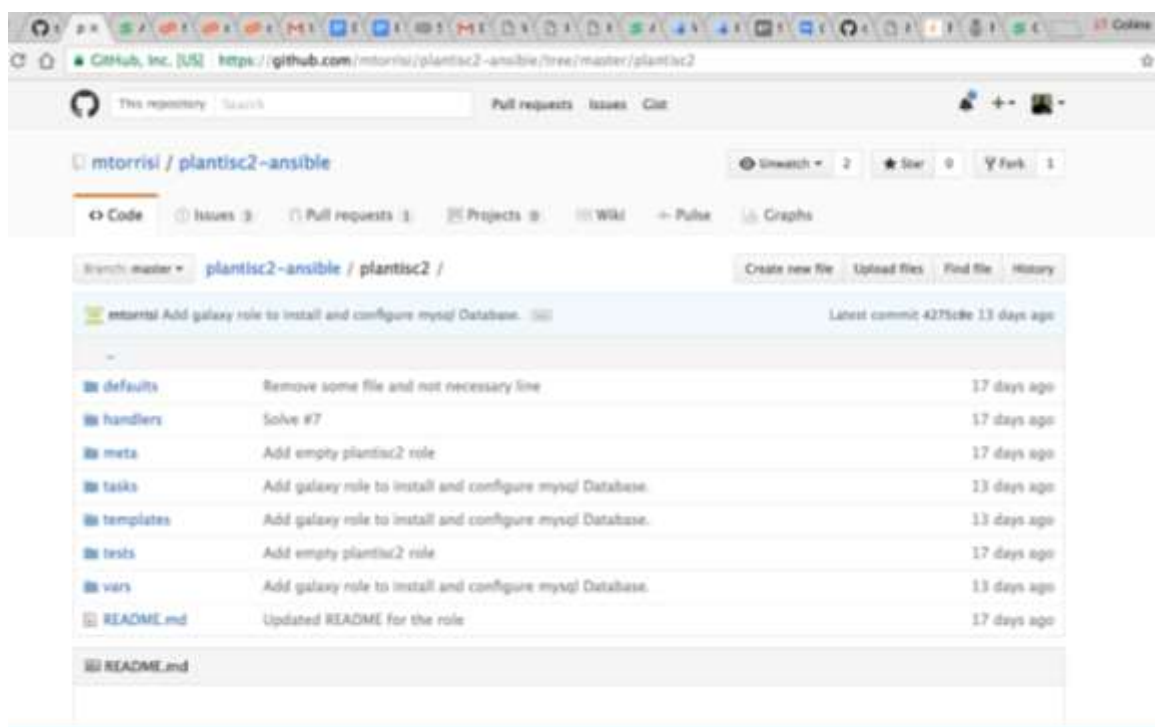 Colins
GitHub, Inc. [US] https://github.com/mtorrisi/plantisc2-ansible/tree/master/plantisc2
This repository Search Pull requests Issues Gist
mtorrisi / plantisc2-ansible
Unwatch 2 Star 0 Fork 1
Code Issues 3 Pull requests 1 Projects 0 Wiki Pulse Graphs
Branch: master plantisc2-ansible / plantisc2 /
Create new file Upload files Find file History
mtorrisi Add galaxy role to install and configure mysql Database. Latest commit 4275c8e 13 days ago
..
defaults Remove some file and not necessary line 17 days ago
handlers Solve #7 17 days ago
meta Add empty plantisc2 role 17 days ago
tasks Add galaxy role to install and configure mysql Database. 13 days ago
templates Add galaxy role to install and configure mysql Database. 13 days ago
tests Add empty plantisc2 role 17 days ago
vars Add galaxy role to install and configure mysql Database. 13 days ago
README.md Updated README for the role 17 days ago
README.md